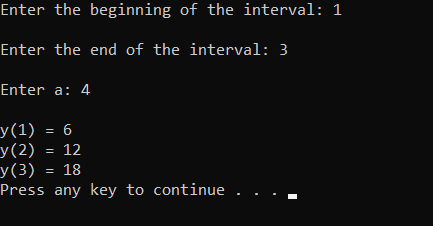 Enter the beginning of the interval: 1
Enter the end of the interval: 3
Enter a: 4
y(1) = 6
y(2) = 12
y(3) = 18
Press any key to continue . . .